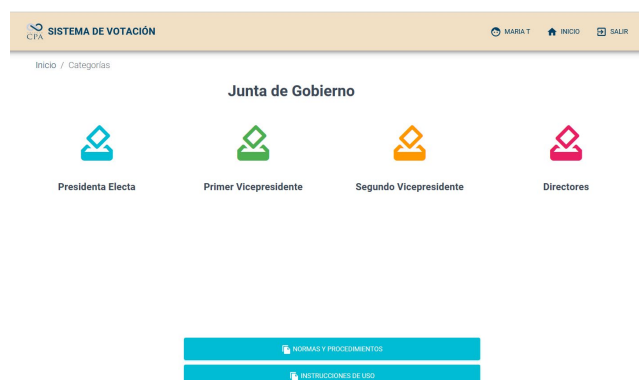 CPA
SISTEMA DE VOTACIÓN
MARIA T
INICIO
SALIR
Inicio / Categorías
Junta de Gobierno
Presidenta Electa
Primer Vicepresidente
Segundo Vicepresidente
Directores
NORMAS Y PROCEDIMIENTOS
INSTRUCCIONES DE USO